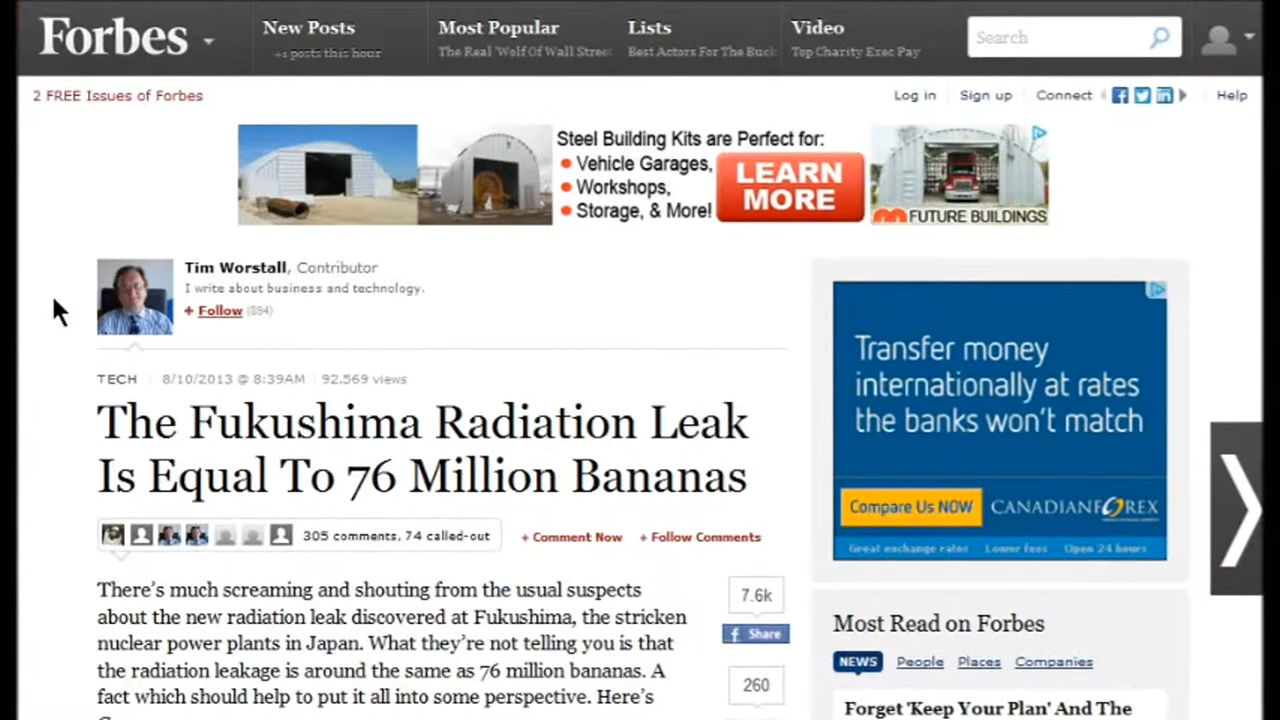 Forbes
New Posts
+1 posts this hour
Most Popular
The Real 'Wolf Of Wall Stree
Lists
Best Actors For The Buck
Video
Top Charity Exec Pay
Search
2 FREE Issues of Forbes
Log in
Sign up
Connect
Help
Steel Building Kits are Perfect for:
• Vehicle Garages,
• Workshops,
• Storage, & More!
LEARN
MORE
FUTURE BUILDINGS
Tim Worstall, Contributor
I write about business and technology.
+ Follow (894)
TECH
8/10/2013 @ 8:39AM
92,569 views
The Fukushima Radiation Leak
Is Equal To 76 Million Bananas
305 comments, 74 called-out
+ Comment Now
+ Follow Comments
There's much screaming and shouting from the usual suspects
about the new radiation leak discovered at Fukushima, the stricken
nuclear power plants in Japan. What they're not telling you is that
the radiation leakage is around the same as 76 million bananas. A
fact which should help to put it all into some perspective. Here's
7.6k
f Share
260
Transfer money
internationally at rates
the banks won't match
Compare Us NOW
CANADIANFOREX
Great exchange rates
Lower fees
Open 24 hours
Most Read on Forbes
NEWS
People
Places
Companies
Forget 'Keep Your Plan' And The